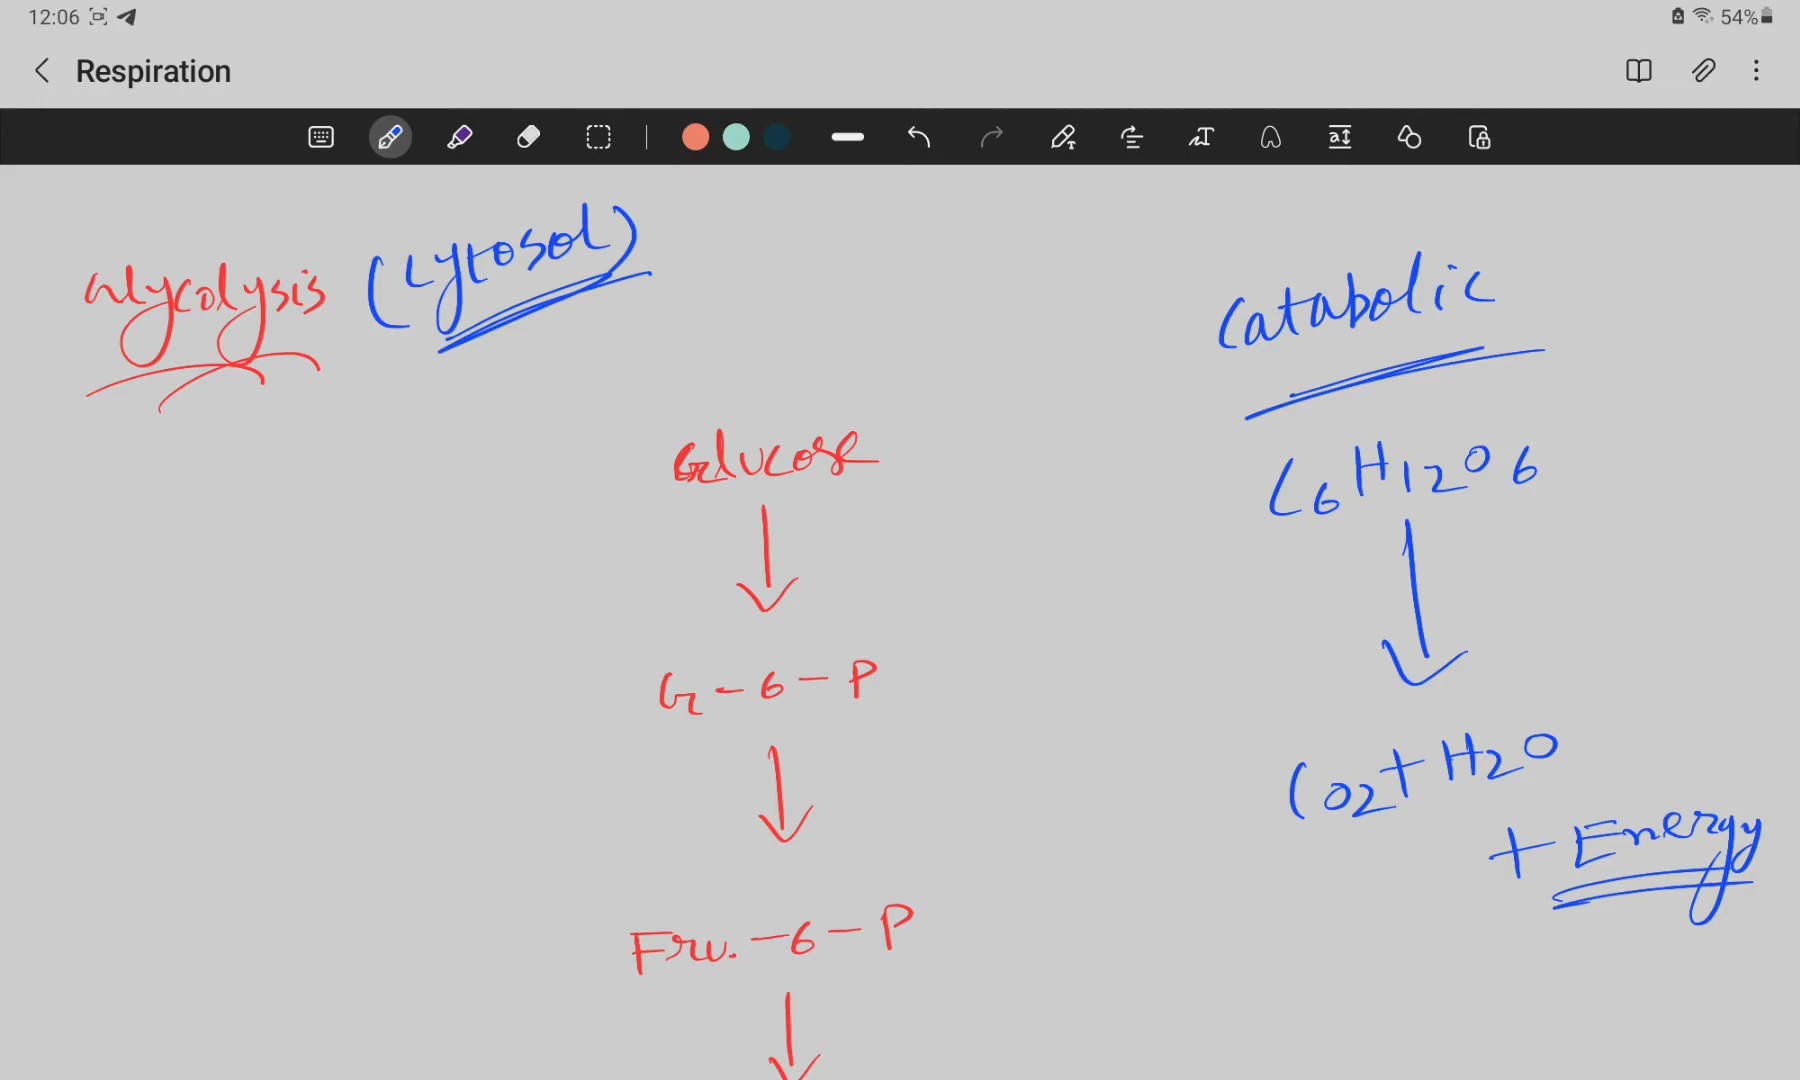 12:06 54%
Respiration
Glycolysis (Cytosol)
Catabolic
Glucose
C6H12O6
G-6-P
CO2+H2O
+ Energy
Fru.-6-P